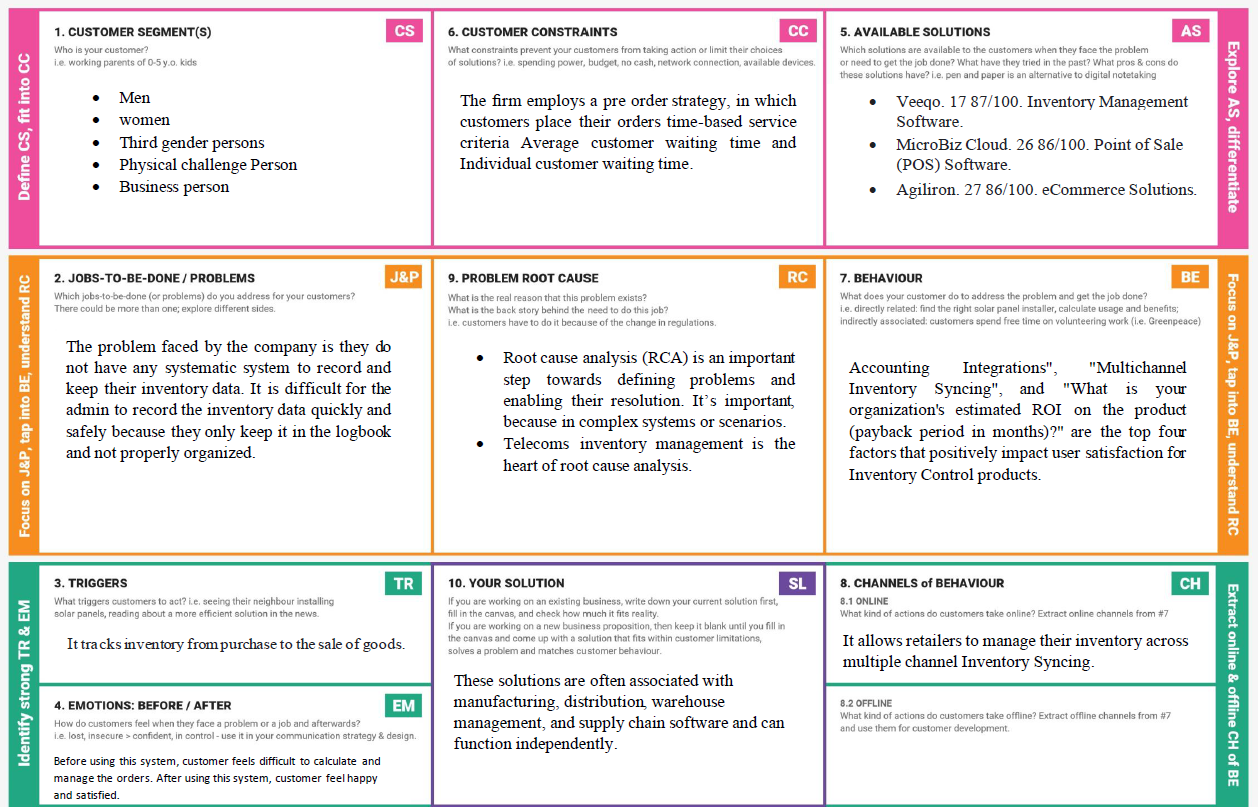 Define CS, fit into CC
1. CUSTOMER SEGMENT(S)
CS
Who is your customer?
i.e. working parents of 0-5 y.o. kids
• Men
• women
• Third gender persons
• Physical challenge Person
• Business person
6. CUSTOMER CONSTRAINTS
CC
What constraints prevent your customers from taking action or limit their choices
of solutions? i.e. spending power, budget, no cash, network connection, available devices.
The firm employs a pre order strategy, in which
customers place their orders time-based service
criteria Average customer waiting time and
Individual customer waiting time.
5. AVAILABLE SOLUTIONS
AS
Which solutions are available to the customers when they face the problem
or need to get the job done? What have they tried in the past? What pros & cons do
these solutions have? i.e. pen and paper is an alternative to digital notetaking
• Veeqo. 17 87/100. Inventory Management
Software.
• MicroBiz Cloud. 26 86/100. Point of Sale
(POS) Software.
• Agiliron. 27 86/100. eCommerce Solutions.
Explore AS, differentiate
Focus on J&P, tap into BE, understand RC
2. JOBS-TO-BE-DONE / PROBLEMS
J&P
Which jobs-to-be-done (or problems) do you address for your customers?
There could be more than one; explore different sides.
The problem faced by the company is they do
not have any systematic system to record and
keep their inventory data. It is difficult for the
admin to record the inventory data quickly and
safely because they only keep it in the logbook
and not properly organized.
9. PROBLEM ROOT CAUSE
RC
What is the real reason that this problem exists?
What is the back story behind the need to do this job?
i.e. customers have to do it because of the change in regulations.
• Root cause analysis (RCA) is an important
step towards defining problems and
enabling their resolution. It's important,
because in complex systems or scenarios.
• Telecoms inventory management is the
heart of root cause analysis.
7. BEHAVIOUR
BE
What does your customer do to address the problem and get the job done?
i.e. directly related: find the right solar panel installer, calculate usage and benefits;
indirectly associated: customers spend free time on volunteering work (i.e. Greenpeace)
Accounting Integrations", "Multichannel
Inventory Syncing", and "What is your
organization's estimated ROI on the product
(payback period in months)?" are the top four
factors that positively impact user satisfaction for
Inventory Control products.
Focus on J&P, tap into BE, understand RC
Identify strong TR & EM
3. TRIGGERS
TR
What triggers customers to act? i.e. seeing their neighbour installing
solar panels, reading about a more efficient solution in the news.
It tracks inventory from purchase to the sale of goods.
4. EMOTIONS: BEFORE / AFTER
EM
How do customers feel when they face a problem or a job and afterwards?
i.e. lost, insecure > confident, in control - use it in your communication strategy & design.
Before using this system, customer feels difficult to calculate and
manage the orders. After using this system, customer feel happy
and satisfied.
10. YOUR SOLUTION
SL
If you are working on an existing business, write down your current solution first,
fill in the canvas, and check how much it fits reality.
If you are working on a new business proposition, then keep it blank until you fill in
the canvas and come up with a solution that fits within customer limitations,
solves a problem and matches customer behaviour.
These solutions are often associated with
manufacturing, distribution, warehouse
management, and supply chain software and can
function independently.
8. CHANNELS of BEHAVIOUR
CH
8.1 ONLINE
What kind of actions do customers take online? Extract online channels from #7
It allows retailers to manage their inventory across
multiple channel Inventory Syncing.
8.2 OFFLINE
What kind of actions do customers take offline? Extract offline channels from #7
and use them for customer development.
Extract online & offline CH of BE